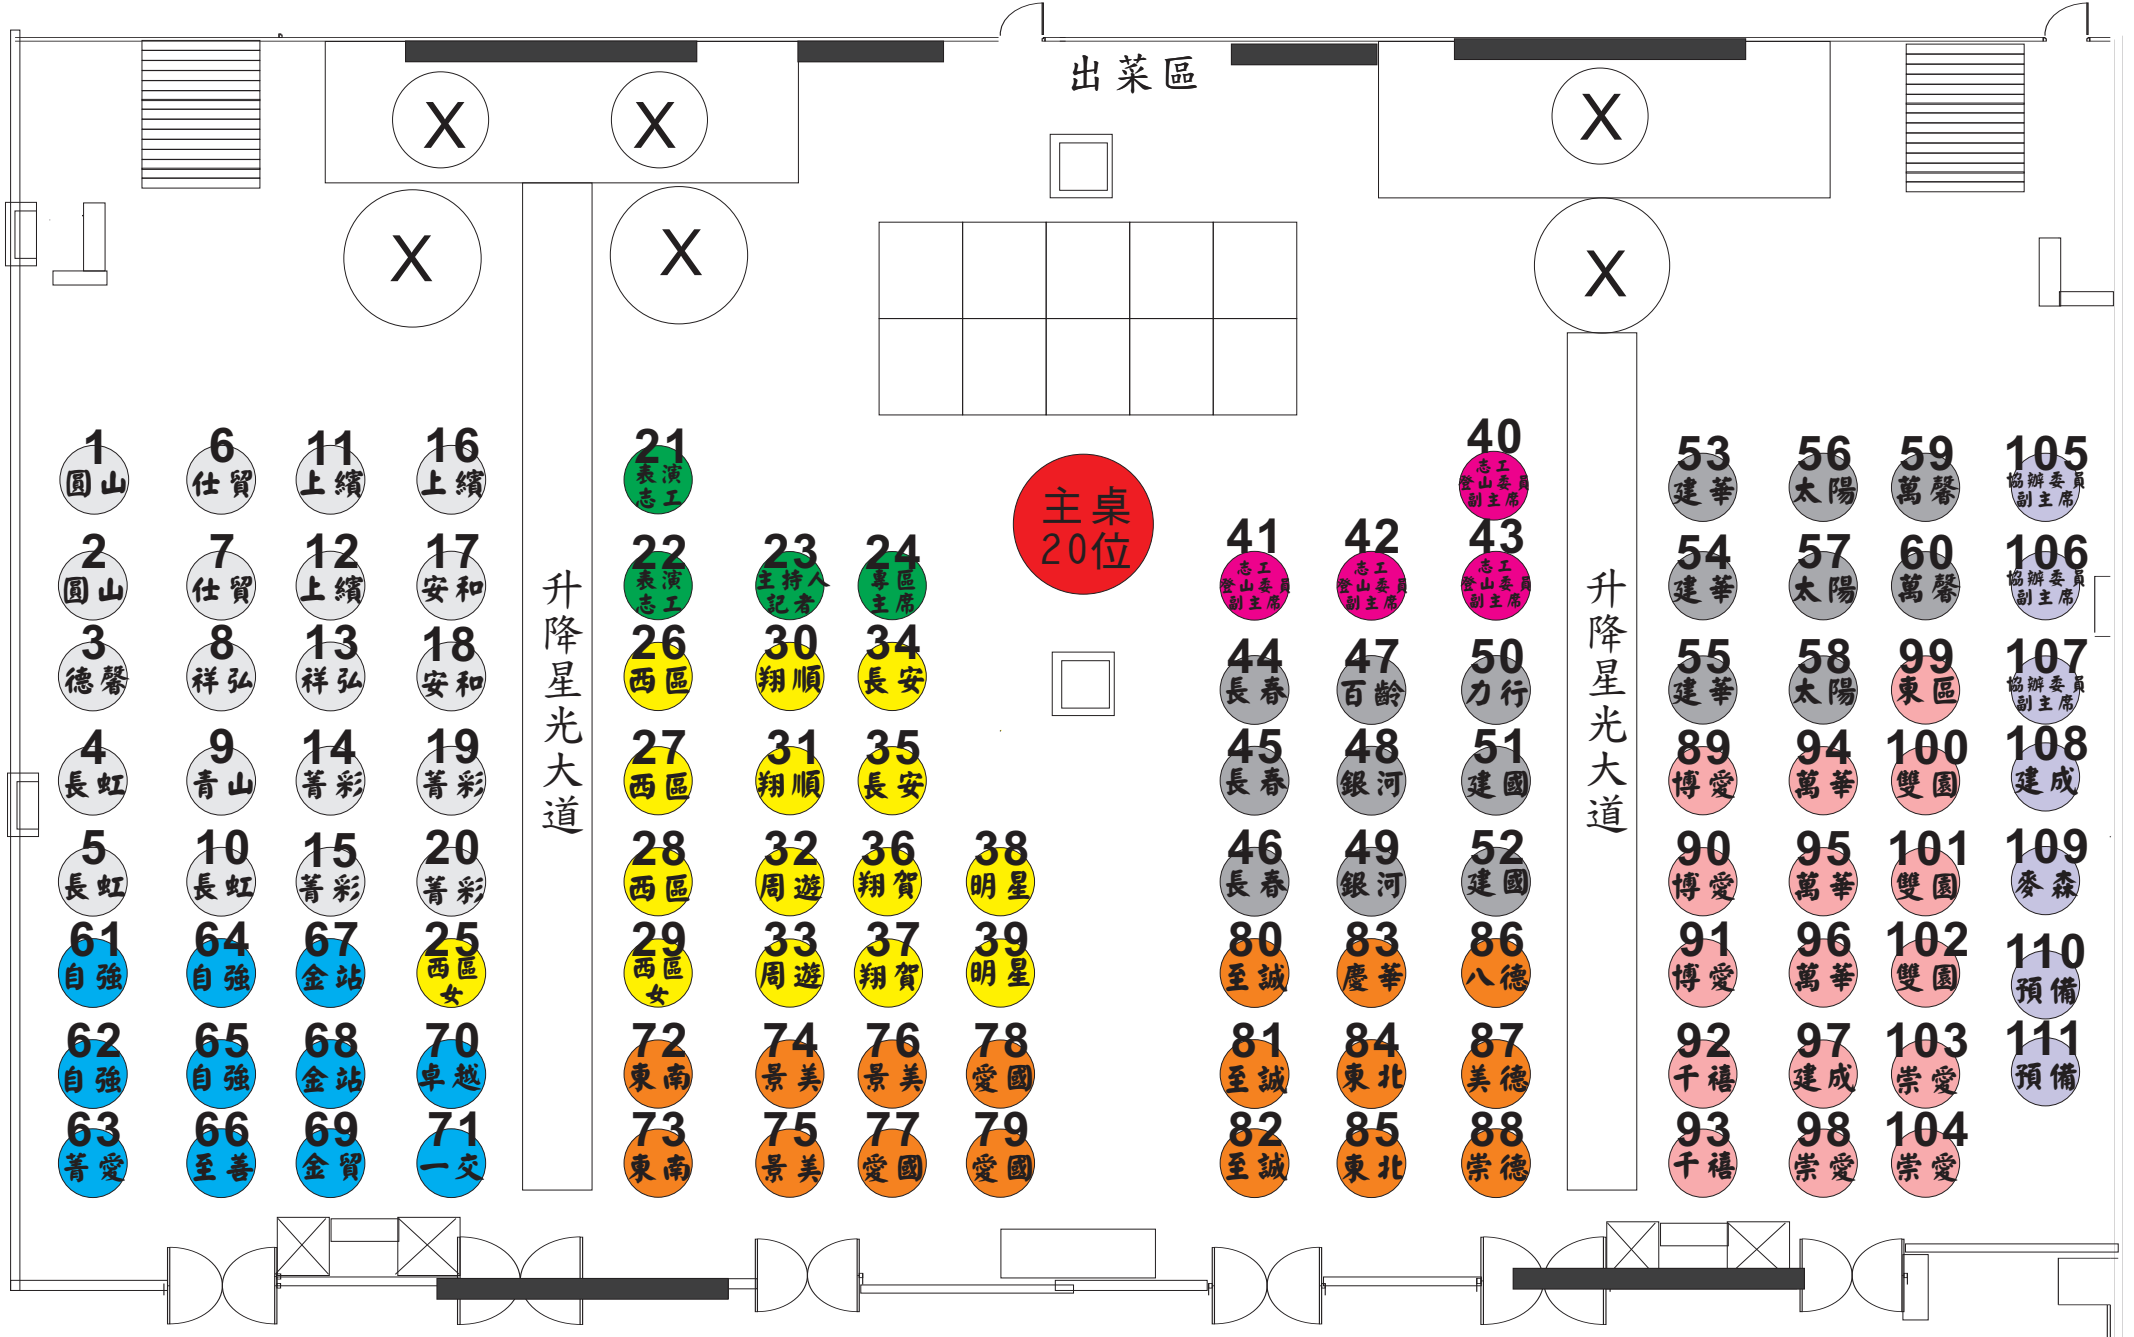 出菜區
X
X
X
X
X
X
主桌
20位
升降星光大道
升降星光大道
1
圓山
6
仕貿
11
上繽
16
上繽
21
表演
志工
40
志工
登山委員
副主席
53
建華
56
太陽
59
萬馨
105
協辦委員
副主席
2
圓山
7
仕貿
12
上繽
17
安和
22
表演
志工
23
主持人
記者
24
專區
主席
41
志工
登山委員
副主席
42
志工
登山委員
副主席
43
志工
登山委員
副主席
54
建華
57
太陽
60
萬馨
106
協辦委員
副主席
3
德馨
8
祥弘
13
祥弘
18
安和
26
西區
30
翔順
34
長安
44
長春
47
百齡
50
力行
55
建華
58
太陽
99
東區
107
協辦委員
副主席
4
長虹
9
青山
14
菁彩
19
菁彩
27
西區
31
翔順
35
長安
45
長春
48
銀河
51
建國
89
博愛
94
萬華
100
雙園
108
建成
5
長虹
10
長虹
15
菁彩
20
菁彩
28
西區
32
周遊
36
翔賀
38
明星
46
長春
49
銀河
52
建國
90
博愛
95
萬華
101
雙園
109
麥森
61
自強
64
自強
67
金站
25
西區
女
29
西區
女
33
周遊
37
翔賀
39
明星
80
至誠
83
慶華
86
八德
91
博愛
96
萬華
102
雙園
110
預備
62
自強
65
自強
68
金站
70
卓越
72
東南
74
景美
76
景美
78
愛國
81
至誠
84
東北
87
美德
92
千禧
97
建成
103
崇愛
111
預備
63
菁愛
66
至善
69
金貿
71
一交
73
東南
75
景美
77
愛國
79
愛國
82
至誠
85
東北
88
崇德
93
千禧
98
崇愛
104
崇愛